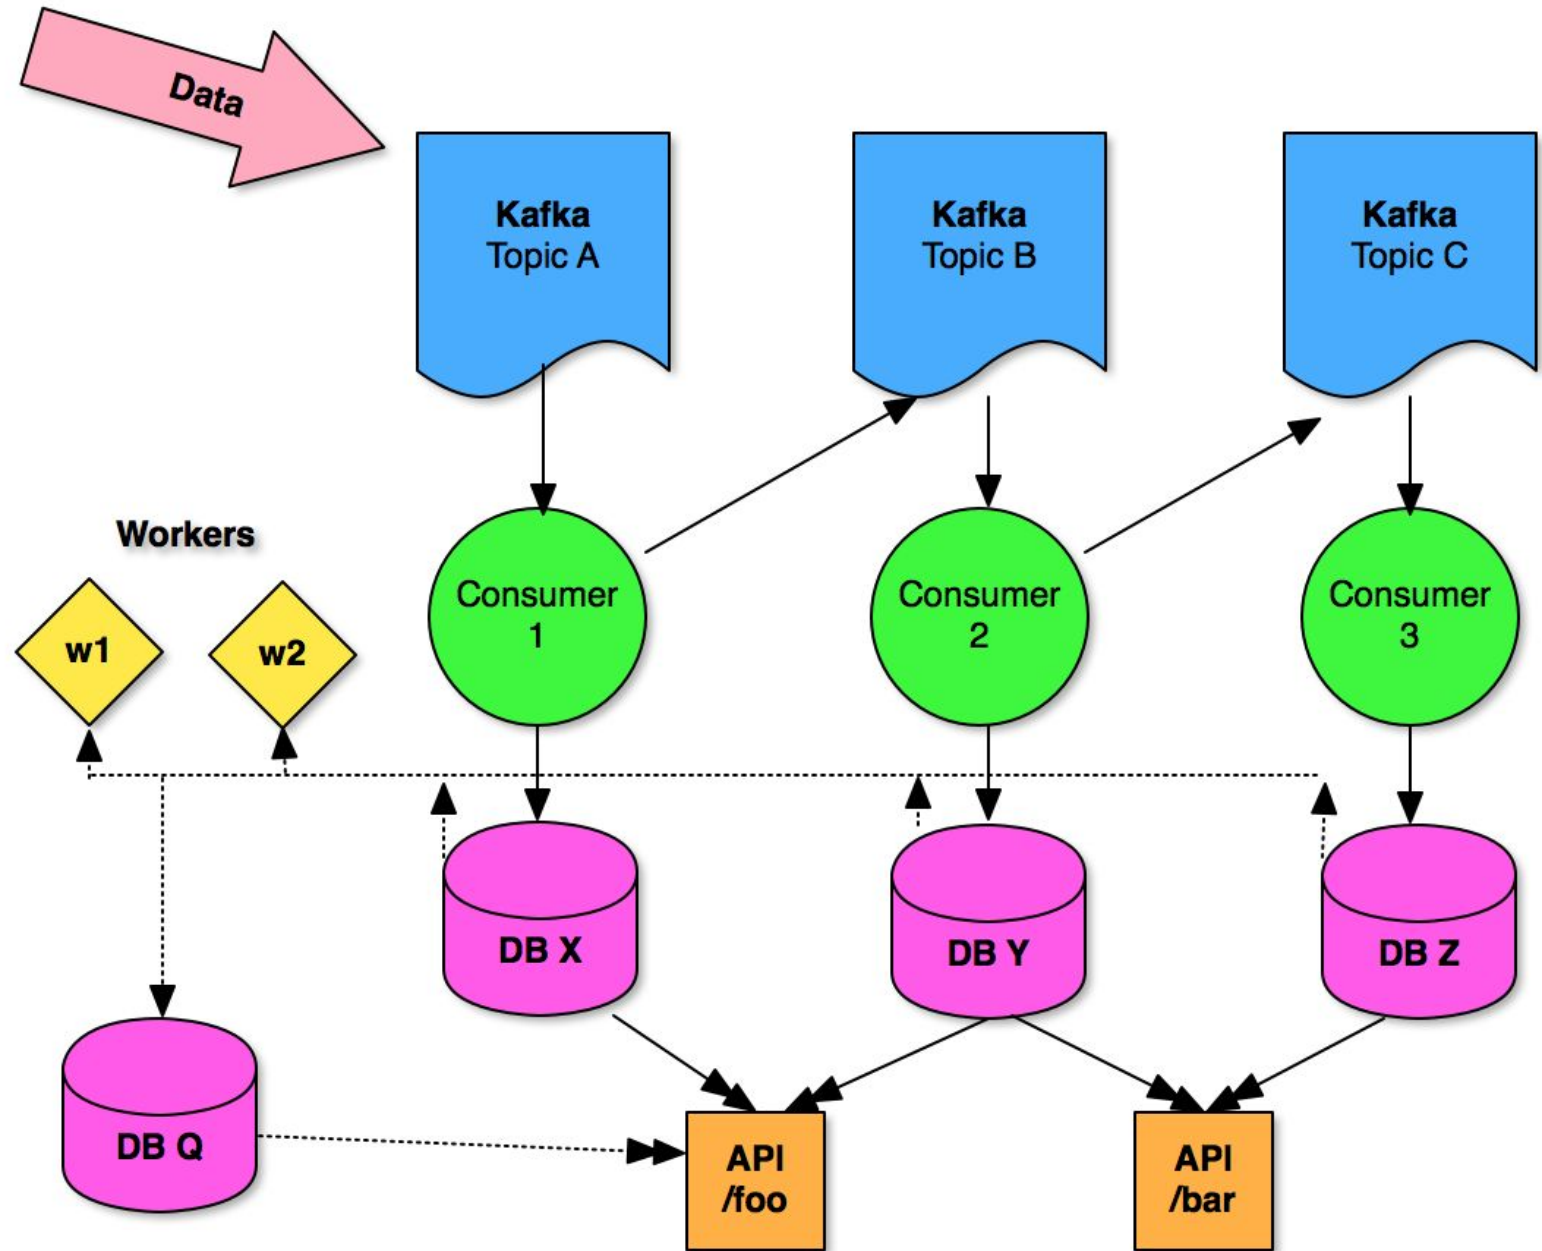 Data
Kafka
Topic A
Kafka
Topic B
Kafka
Topic C
Workers
w1
w2
Consumer
1
Consumer
2
Consumer
3
DB X
DB Y
DB Z
DB Q
API
/foo
API
/bar